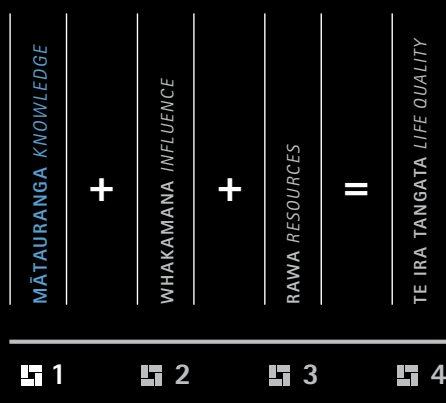 MĀTAURANGA KNOWLEDGE
+
WHAKAMANA INFLUENCE
+
RAWA RESOURCES
=
TE IRA TANGATA LIFE QUALITY
1
2
3
4